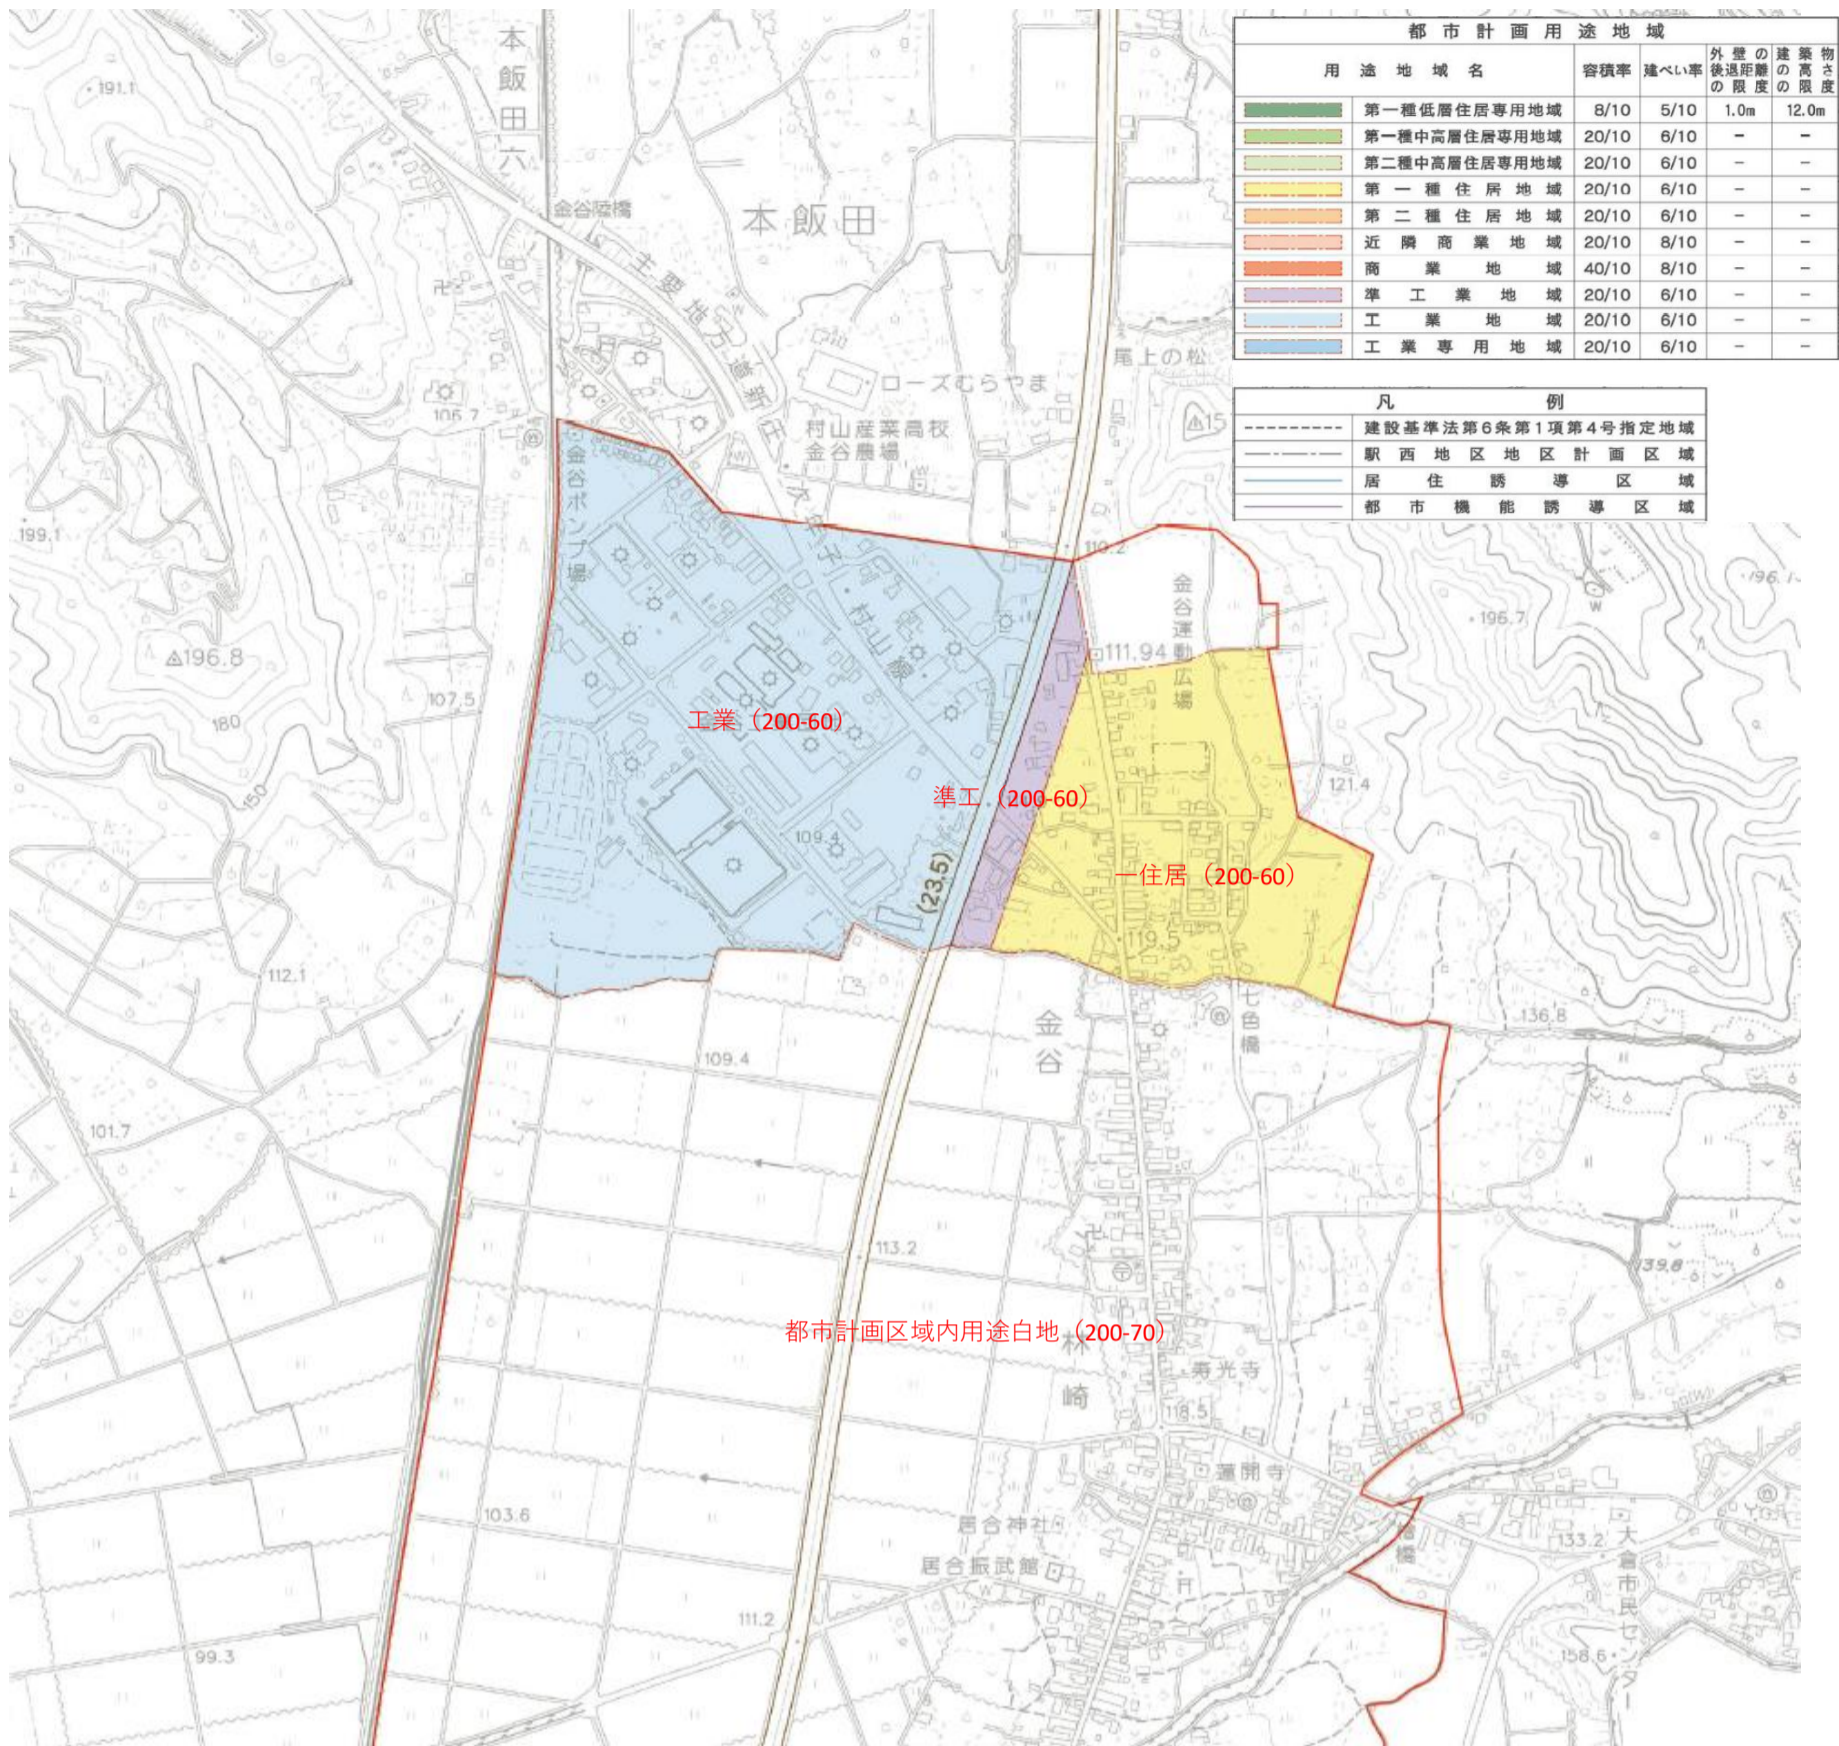 都市計画用途地域
用途地域名 容積率 建ぺい率 外壁の後退距離の限度 建築物の高さの限度
第一種低層住居専用地域 8/10 5/10 1.0m 12.0m
第一種中高層住居専用地域 20/10 6/10 － －
第二種中高層住居専用地域 20/10 6/10 － －
第一種住居地域 20/10 6/10 － －
第二種住居地域 20/10 6/10 － －
近隣商業地域 20/10 8/10 － －
商業地域 40/10 8/10 － －
準工業地域 20/10 6/10 － －
工業地域 20/10 6/10 － －
工業専用地域 20/10 6/10 － －
凡例
建設基準法第6条第1項第4号指定地域
駅西地区地区計画区域
居住誘導区域
都市機能誘導区域
本飯田六
191.1
金谷陸橋
本飯田
主要地方道新庄次年子村山線
尾上の松
ローズむらやま
村山産業高校
金谷農場
105.7
金谷ポンプ場
199.1
110.2
金谷運動広場
196.7
196.8
111.94
107.5
180
工業（200-60）
150
準工（200-60）
121.4
109.4
(23.5)
一住居（200-60）
119.5
112.1
七色橋
136.8
金谷
109.4
101.7
113.2
139.8
都市計画区域内用途白地（200-70）
林崎
寿光寺
118.5
蓮開寺
103.6
居合神社
居合振武館
133.2
大倉市民センター
111.2
99.3
158.6